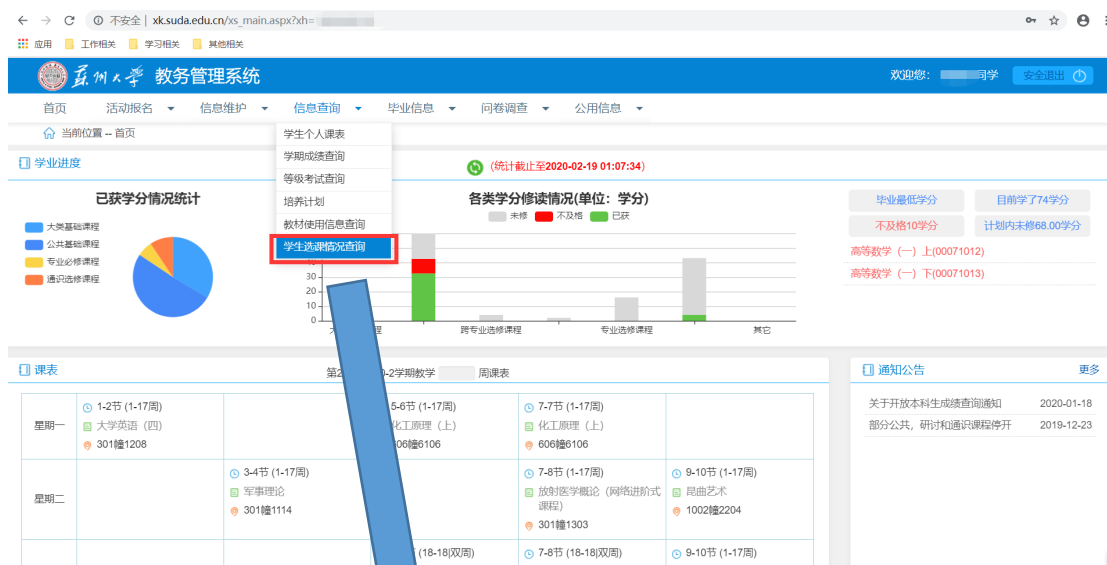 不安全 | xk.suda.edu.cn/xs_main.aspx?xh=
应用 工作相关 学习相关 其他相关
苏州大学 教务管理系统 欢迎您: 同学 安全退出
首页 活动报名 信息维护 信息查询 毕业信息 问卷调查 公用信息
当前位置 -- 首页
学生个人课表
学期成绩查询
等级考试查询
培养计划
教材使用信息查询
学生选课情况查询
学业进度 (统计截止至2020-02-19 01:07:34)
已获学分情况统计
大类基础课程
公共基础课程
专业必修课程
通识选修课程
各类学分修读情况(单位：学分)
未修 不及格 已获
30
20
10
0
跨专业选修课程 专业选修课程 其它
毕业最低学分 目前学了74学分
不及格10学分 计划内未修68.00学分
高等数学（一）上(00071012)
高等数学（一）下(00071013)
课表 第2 0-2学期教学 周课表
星期一
1-2节 (1-17周)
大学英语（四）
301幢1208
5-6节 (1-17周)
化工原理（上）
606幢6106
7-7节 (1-17周)
化工原理（上）
606幢6106
星期二
3-4节 (1-17周)
军事理论
301幢1114
7-8节 (1-17周)
放射医学概论（网络进阶式
课程）
301幢1303
9-10节 (1-17周)
昆曲艺术
1002幢2204
(18-18|双周)
7-8节 (18-18|双周)
9-10节 (1-17周)
通知公告 更多
关于开放本科生成绩查询通知 2020-01-18
部分公共，研讨和通识课程停开 2019-12-23